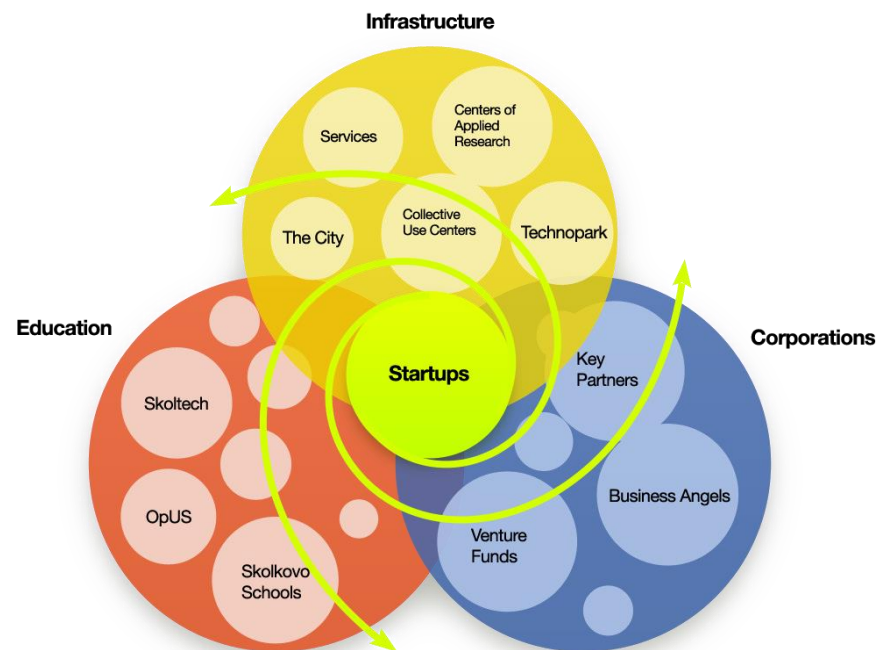 Infrastructure
Services
Centers of
Applied
Research
The City
Collective
Use Centers
Technopark
Education
Corporations
Startups
Key
Partners
Skoltech
Business Angels
OpUS
Venture
Funds
Skolkovo
Schools